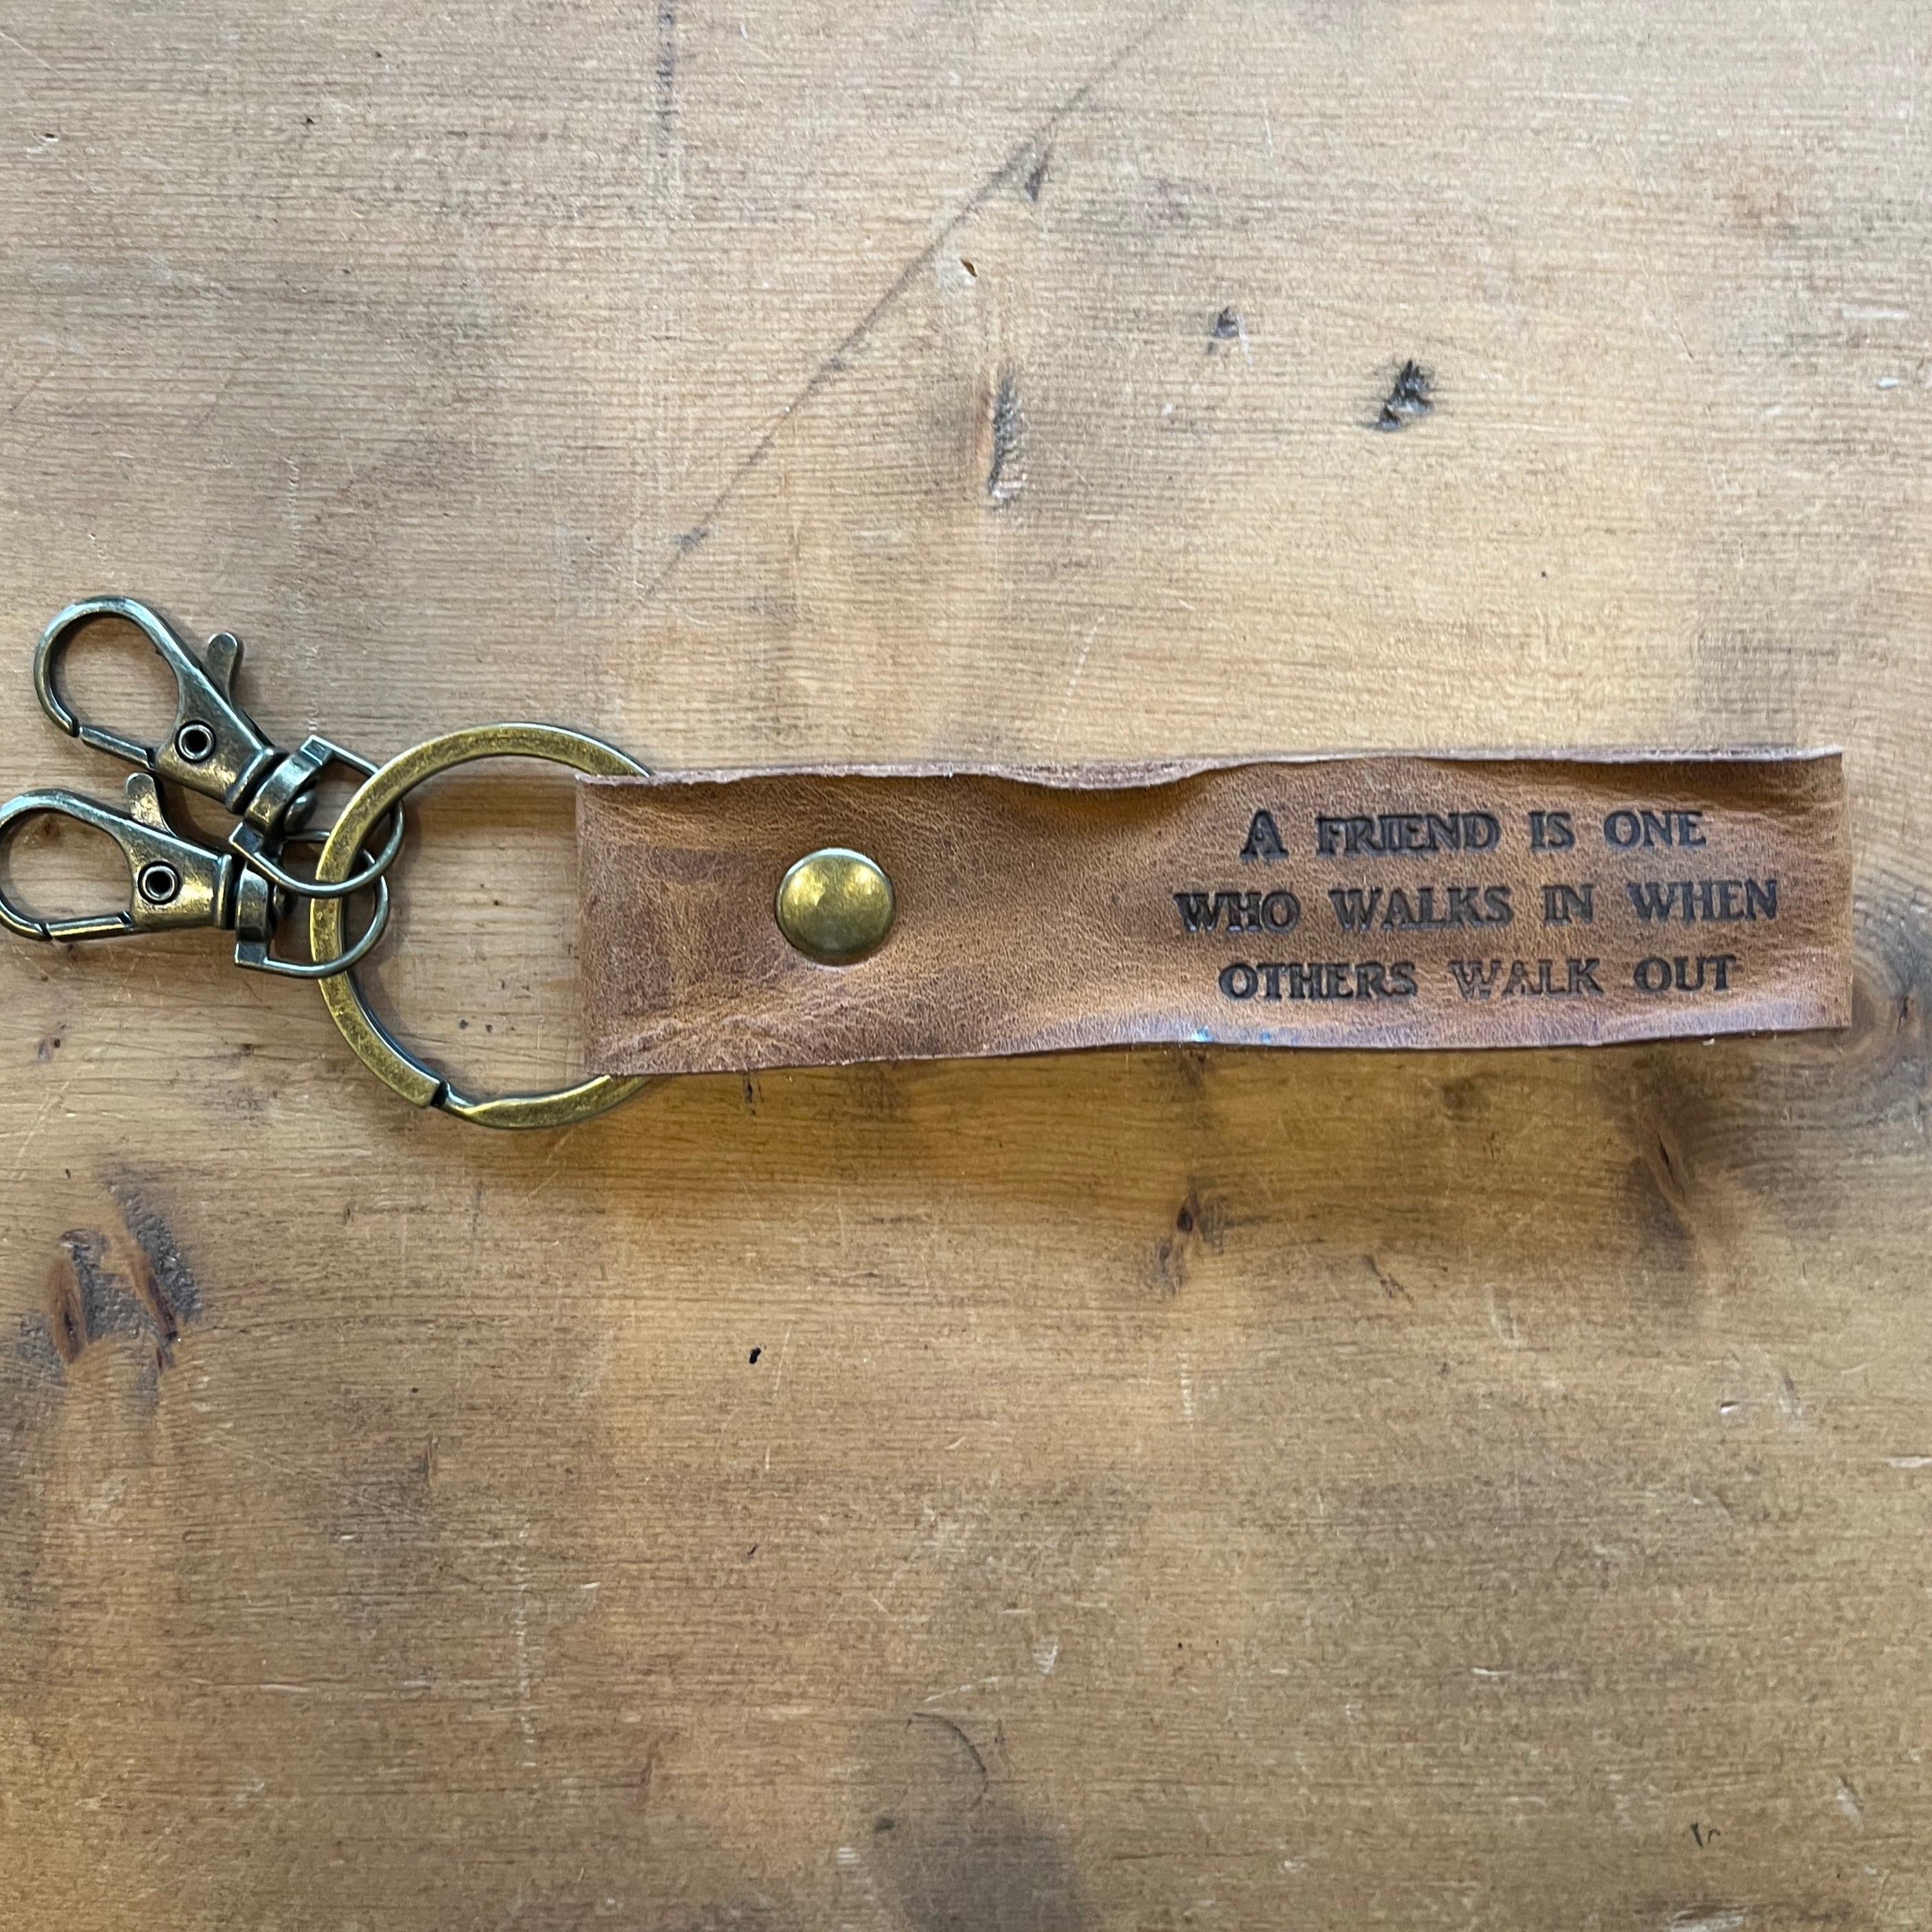 A FRIEND IS ONE
WHO WALKS IN WHEN
OTHERS WALK OUT